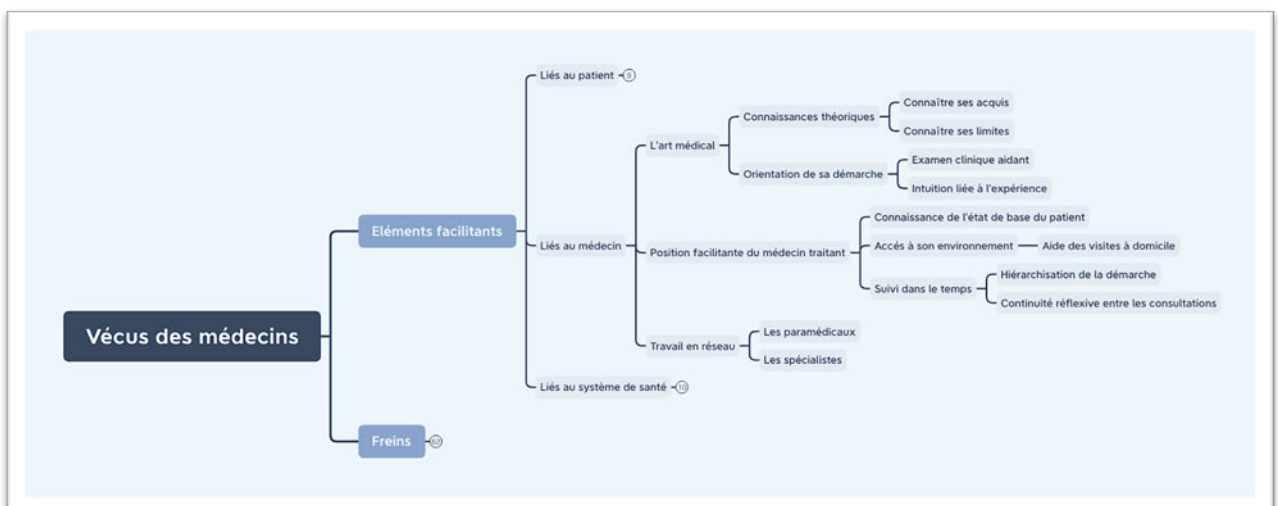 Vécus des médecins
Eléments facilitants
Liés au patient
9
Liés au médecin
L'art médical
Connaissances théoriques
Connaître ses acquis
Connaître ses limites
Orientation de sa démarche
Examen clinique aidant
Intuition liée à l'expérience
Position facilitante du médecin traitant
Connaissance de l'état de base du patient
Accés à son environnement
Aide des visites à domicile
Suivi dans le temps
Hiérarchisation de la démarche
Continuité réflexive entre les consultations
Travail en réseau
Les paramédicaux
Les spécialistes
Liés au système de santé
10
Freins
62